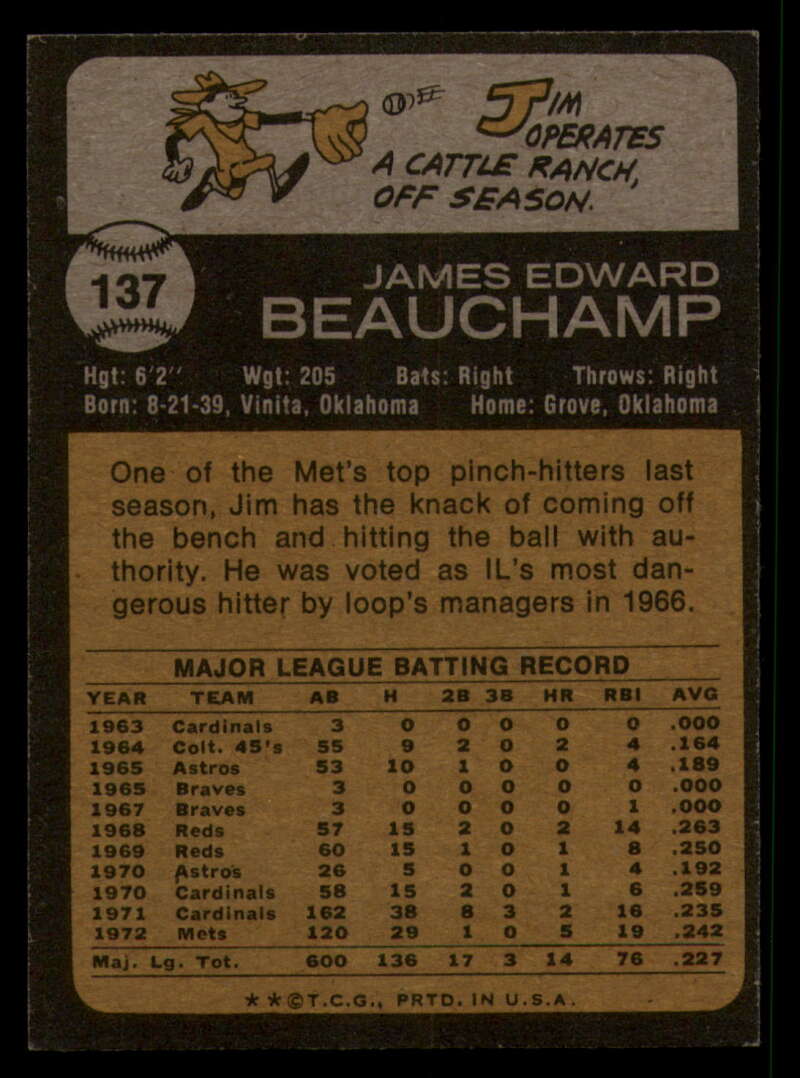 JIM
OPERATES
A CATTLE RANCH,
OFF SEASON.
137
JAMES EDWARD
BEAUCHAMP
Hgt: 6'2" Wgt: 205 Bats: Right Throws: Right
Born: 8-21-39, Vinita, Oklahoma Home: Grove, Oklahoma
One of the Met's top pinch-hitters last
season, Jim has the knack of coming off
the bench and hitting the ball with au-
thority. He was voted as IL's most dan-
gerous hitter by loop's managers in 1966.
MAJOR LEAGUE BATTING RECORD
YEAR TEAM AB H 2B 3B HR RBI AVG
1963 Cardinals 3 0 0 0 0 0 .000
1964 Colt. 45's 55 9 2 0 2 4 .164
1965 Astros 53 10 1 0 0 4 .189
1965 Braves 3 0 0 0 0 0 .000
1967 Braves 3 0 0 0 0 1 .000
1968 Reds 57 15 2 0 2 14 .263
1969 Reds 60 15 1 0 1 8 .250
1970 Astros 26 5 0 0 1 4 .192
1970 Cardinals 58 15 2 0 1 6 .259
1971 Cardinals 162 38 8 3 2 16 .235
1972 Mets 120 29 1 0 5 19 .242
Maj. Lg. Tot. 600 136 17 3 14 76 .227
★ ★©T.C.G., PRTD. IN U.S.A.